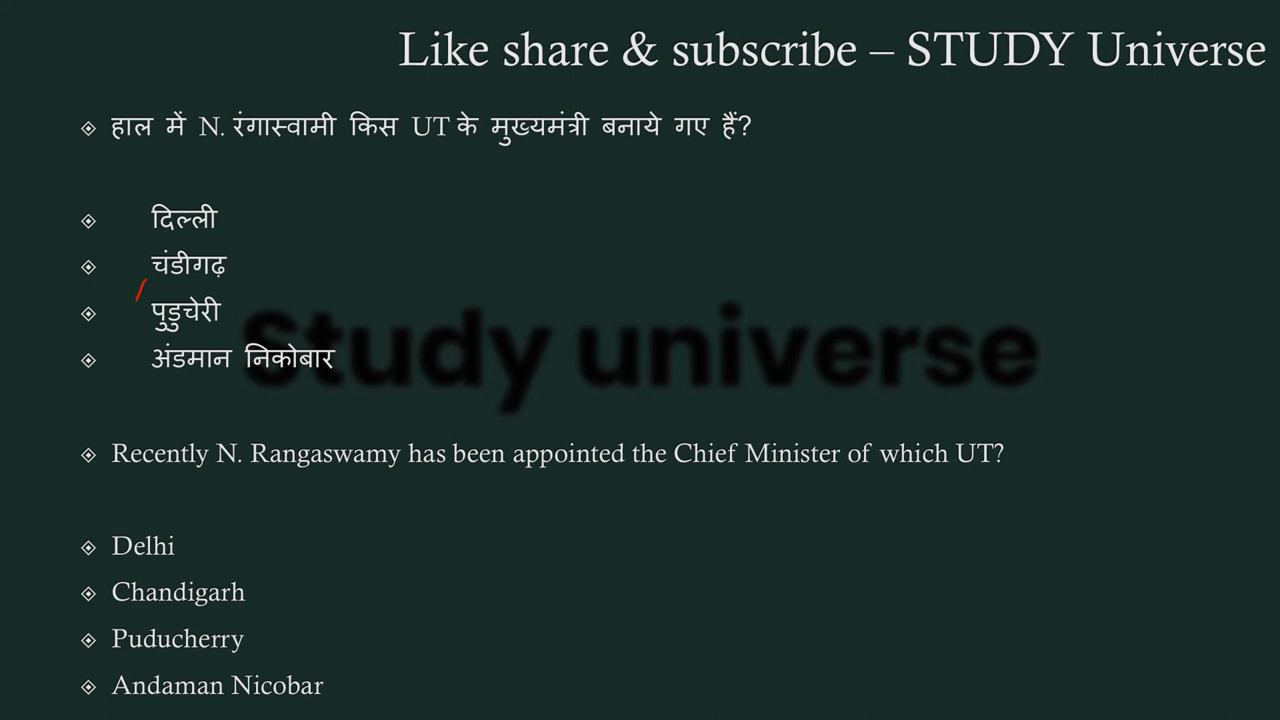 Like share & subscribe – STUDY Universe
हाल में N. रंगास्वामी किस UT के मुख्यमंत्री बनाये गए हैं?
दिल्ली
चंडीगढ़
पुडुचेरी
अंडमान निकोबार
Study universe
Recently N. Rangaswamy has been appointed the Chief Minister of which UT?
Delhi
Chandigarh
Puducherry
Andaman Nicobar